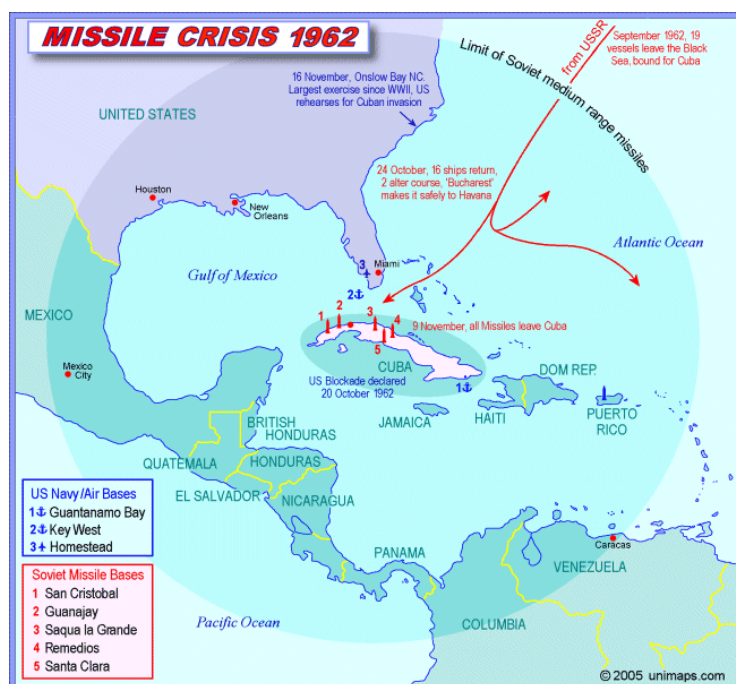 MISSILE CRISIS 1962
from USSR
September 1962, 19
vessels leave the Black
Sea, bound for Cuba
Limit of Soviet medium range missiles
16 November, Onslow Bay NC.
Largest exercise since WWII, US
rehearses for Cuban invasion
UNITED STATES
24 October, 16 ships return,
2 alter course, 'Bucharest'
makes it safely to Havana
Houston
New
Orleans
Atlantic Ocean
Gulf of Mexico
3
Miami
2
MEXICO
1
2
3
4
5
9 November, all Missiles leave Cuba
Mexico
City
CUBA
US Blockade declared
20 October 1962
1
DOM REP.
HAITI
PUERTO
RICO
JAMAICA
BRITISH
HONDURAS
QUATEMALA
HONDURAS
EL SALVADOR
NICARAGUA
US Navy/Air Bases
1 Guantanamo Bay
2 Key West
3 Homestead
PANAMA
Caracas
VENEZUELA
COLUMBIA
Pacific Ocean
Soviet Missile Bases
1 San Cristobal
2 Guanajay
3 Saqua la Grande
4 Remedios
5 Santa Clara
© 2005 unimaps.com